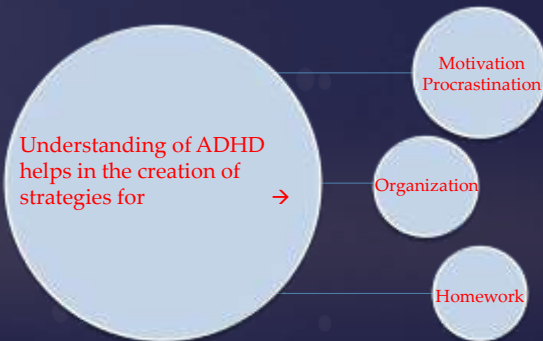 Understanding of ADHD
helps in the creation of
strategies for →
Motivation
Procrastination
Organization
Homework